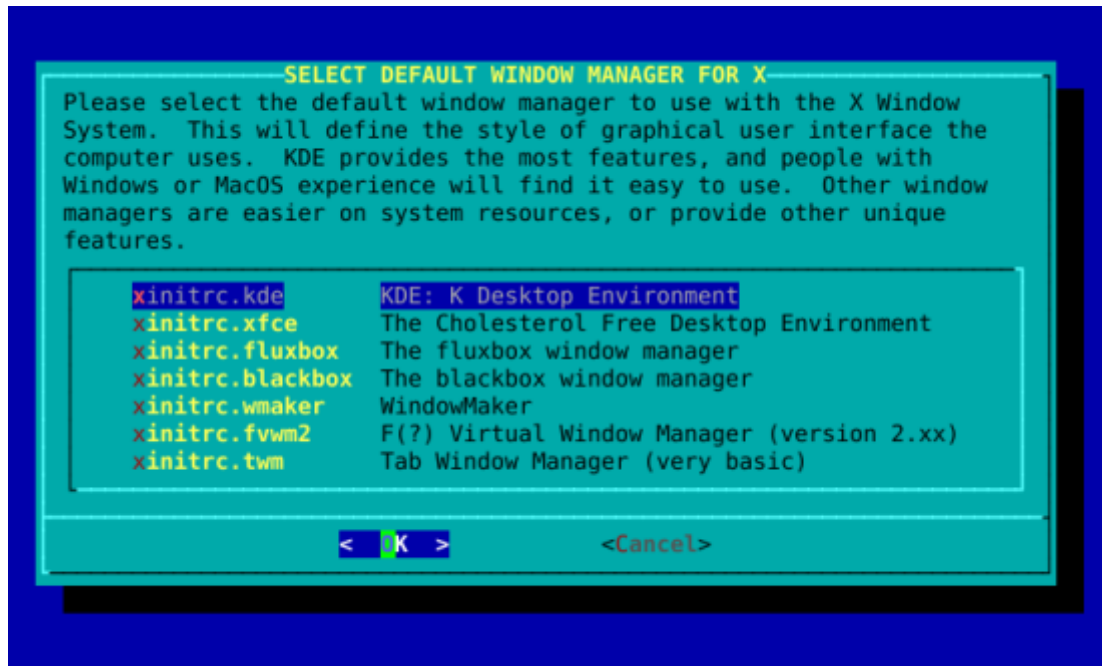 SELECT DEFAULT WINDOW MANAGER FOR X
Please select the default window manager to use with the X Window
System.  This will define the style of graphical user interface the
computer uses.  KDE provides the most features, and people with
Windows or MacOS experience will find it easy to use.  Other window
managers are easier on system resources, or provide other unique
features.
xinitrc.kde KDE: K Desktop Environment
xinitrc.xfce The Cholesterol Free Desktop Environment
xinitrc.fluxbox The fluxbox window manager
xinitrc.blackbox The blackbox window manager
xinitrc.wmaker WindowMaker
xinitrc.fvwm2 F(?) Virtual Window Manager (version 2.xx)
xinitrc.twm Tab Window Manager (very basic)
<  OK  > <Cancel>